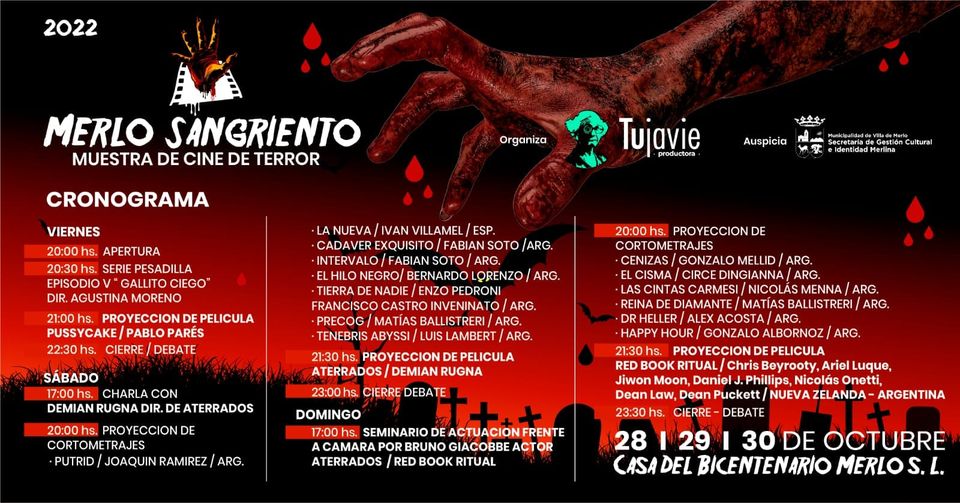 2022
MERLO SANGRIENTO
MUESTRA DE CINE DE TERROR
Organiza
Tujavie
productora
Auspicia
Municipalidad de Villa de Merlo
Secretaría de Gestión Cultural
e Identidad Merlina
CRONOGRAMA
VIERNES
20:00 hs. APERTURA
20:30 hs. SERIE PESADILLA
EPISODIO V " GALLITO CIEGO"
DIR. AGUSTINA MORENO
21:00 hs. PROYECCION DE PELICULA
PUSSYCAKE / PABLO PARÉS
22:30 hs. CIERRE / DEBATE
SÁBADO
17:00 hs. CHARLA CON
DEMIAN RUGNA DIR. DE ATERRADOS
20:00 hs. PROYECCION DE
CORTOMETRAJES
· PUTRID / JOAQUIN RAMIREZ / ARG.
· LA NUEVA / IVAN VILLAMEL / ESP.
· CADAVER EXQUISITO / FABIAN SOTO /ARG.
· INTERVALO / FABIAN SOTO / ARG.
· EL HILO NEGRO/ BERNARDO LORENZO / ARG.
· TIERRA DE NADIE / ENZO PEDRONI
FRANCISCO CASTRO INVENINATO / ARG.
· PRECOG / MATÍAS BALLISTRERI / ARG.
· TENEBRIS ABYSSI / LUIS LAMBERT / ARG.
21:30 hs. PROYECCION DE PELICULA
ATERRADOS / DEMIAN RUGNA
23:00 hs. CIERRE DEBATE
DOMINGO
17:00 hs. SEMINARIO DE ACTUACION FRENTE
A CAMARA POR BRUNO GIACOBBE ACTOR
ATERRADOS / RED BOOK RITUAL
20:00 hs. PROYECCION DE
CORTOMETRAJES
· CENIZAS / GONZALO MELLID / ARG.
· EL CISMA / CIRCE DINGIANNA / ARG.
· LAS CINTAS CARMESI / NICOLÁS MENNA / ARG.
· REINA DE DIAMANTE / MATÍAS BALLISTRERI / ARG.
· DR HELLER / ALEX ACOSTA / ARG.
· HAPPY HOUR / GONZALO ALBORNOZ / ARG.
21:30 hs. PROYECCION DE PELICULA
RED BOOK RITUAL / Chris Beyrooty, Ariel Luque,
Jiwon Moon, Daniel J. Phillips, Nicolás Onetti,
Dean Law, Dean Puckett / NUEVA ZELANDA - ARGENTINA
23:30 hs. CIERRE - DEBATE
28 I 29 I 30 DE OCTUBRE
CASA DEL BICENTENARIO MERLO S. L.